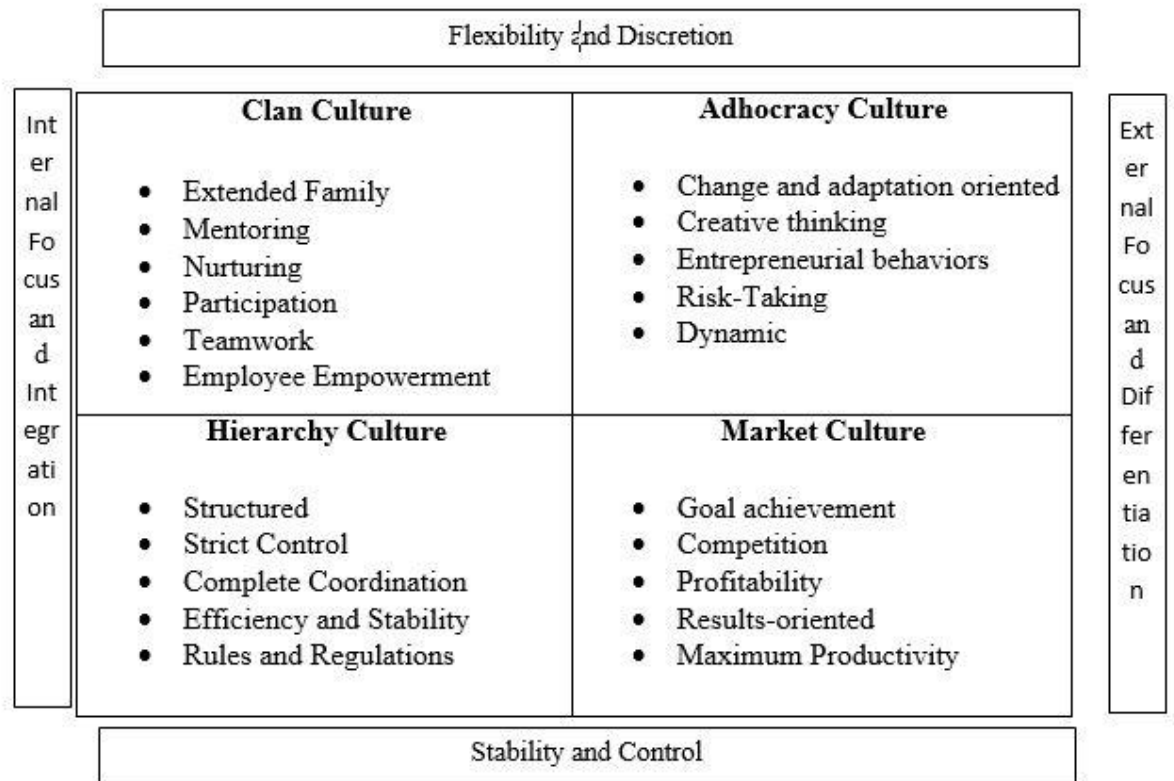 Flexibility and Discretion
Int
er
nal
Fo
cus
an
d
Int
egr
ati
on
Clan Culture
• Extended Family
• Mentoring
• Nurturing
• Participation
• Teamwork
• Employee Empowerment
Adhocracy Culture
• Change and adaptation oriented
• Creative thinking
• Entrepreneurial behaviors
• Risk-Taking
• Dynamic
Hierarchy Culture
• Structured
• Strict Control
• Complete Coordination
• Efficiency and Stability
• Rules and Regulations
Market Culture
• Goal achievement
• Competition
• Profitability
• Results-oriented
• Maximum Productivity
Ext
er
nal
Fo
cus
an
d
Dif
fer
en
tia
tio
n
Stability and Control